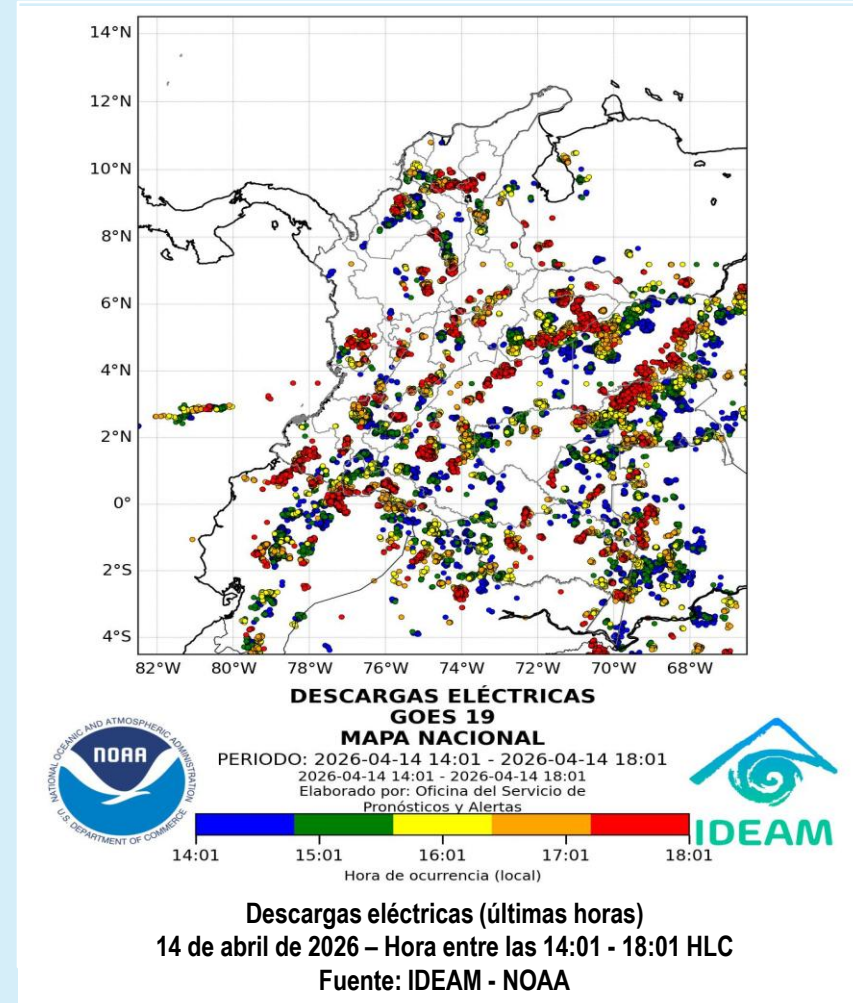 14°N
12°N
10°N
8°N
6°N
4°N
2°N
0°
2°S
4°S
82°W 80°W 78°W 76°W 74°W 72°W 70°W 68°W
DESCARGAS ELÉCTRICAS
GOES 19
MAPA NACIONAL
PERIODO: 2026-04-14 14:01 - 2026-04-14 18:01
2026-04-14 14:01 - 2026-04-14 18:01
Elaborado por: Oficina del Servicio de
Pronósticos y Alertas
NATIONAL OCEANIC AND ATMOSPHERIC ADMINISTRATION
NOAA
U.S. DEPARTMENT OF COMMERCE
IDEAM
14:01 15:01 16:01 17:01 18:01
Hora de ocurrencia (local)
Descargas eléctricas (últimas horas)
14 de abril de 2026 – Hora entre las 14:01 - 18:01 HLC
Fuente: IDEAM - NOAA